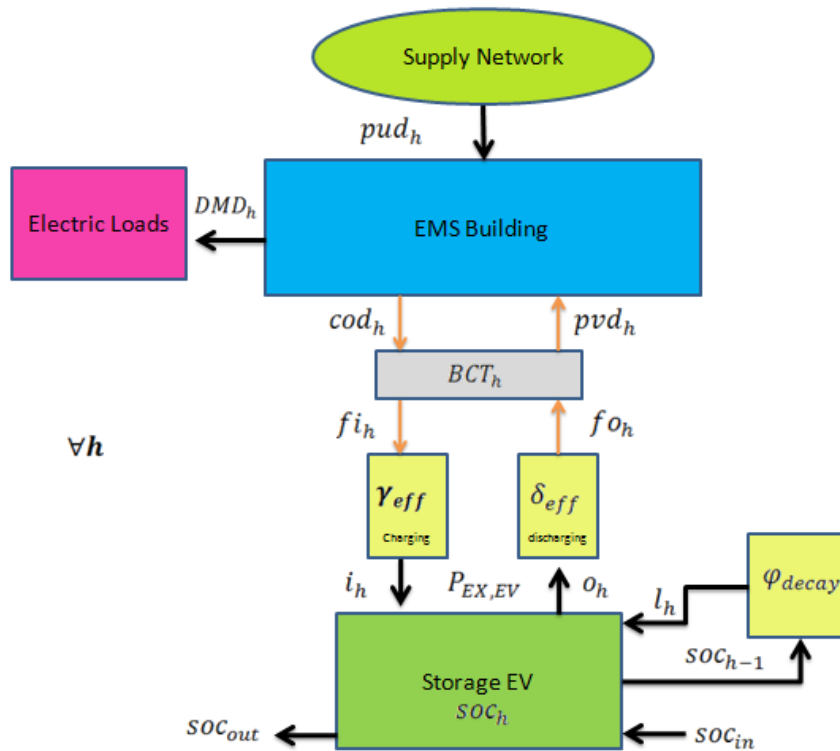 Supply Network
pud_h
Electric Loads
DMD_h
EMS Building
cod_h
pvd_h
BCT_h
fi_h
fo_h
∀h
γ_eff
Charging
δ_eff
discharging
i_h
P_EX,EV
o_h
l_h
φ_decay
soc_{h-1}
Storage EV
soc_h
soc_out
soc_in